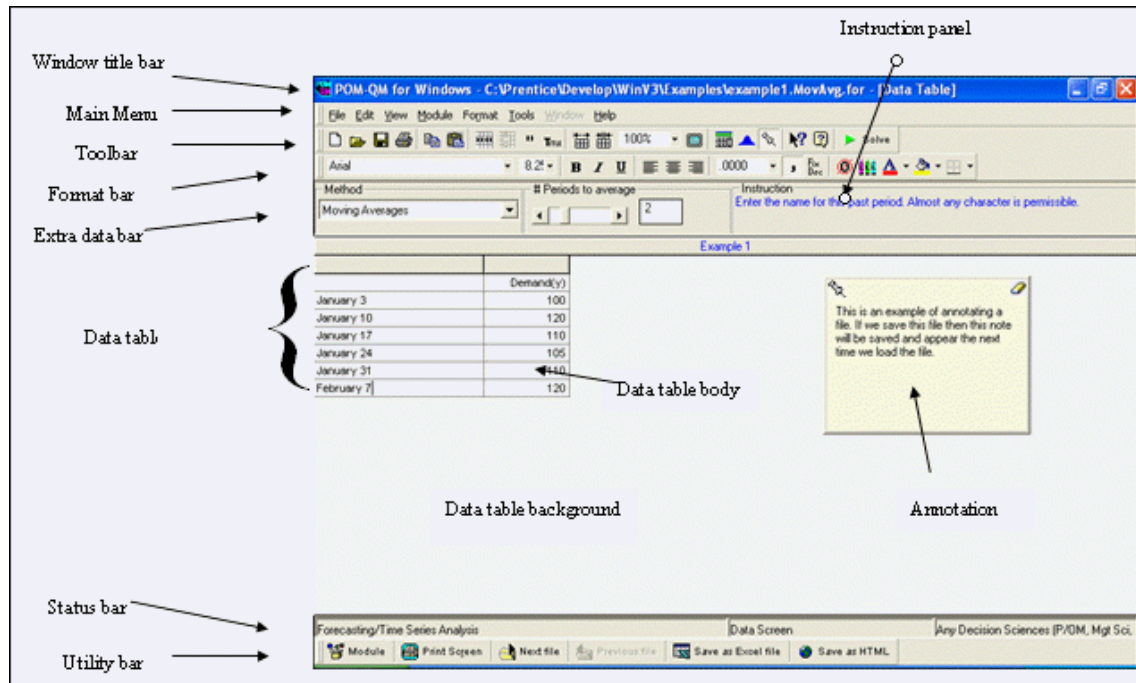 Instruction panel
Window title bar
POM-QM for Windows - C:\Prentice\Develop\WinV3\Examples\example1.MovAvg.for - [Data Table]
Main Menu
File Edit View Module Format Tools Window Help
Toolbar
100%
Solve
Format bar
Arial 8.25 B I U .0000 ,
Method
# Periods to average
Instruction
Extra data bar
Moving Averages
2
Enter the name for this past period. Almost any character is permissible.
Example 1
Demand(y)
January 3 100
January 10 120
January 17 110
January 24 105
January 31 110
February 7 120
Data tabl
Data table body
This is an example of annotating a
file. If we save this file then this note
will be saved and appear the next
time we load the file.
Data table background
Annotation
Status bar
Forecasting/Time Series Analysis
Data Screen
Any Decision Sciences (P/OM, Mgt Sci,
Utility bar
Module Print Screen Next file Previous file Save as Excel file Save as HTML